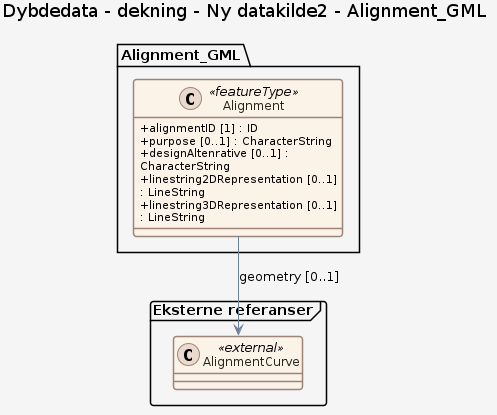 Dybdedata - dekning - Ny datakilde2 - Alignment_GML
Alignment_GML
C
«featureType»
Alignment
+alignmentID [1] : ID
+purpose [0..1] : CharacterString
+designAltenrative [0..1] :
CharacterString
+linestring2DRepresentation [0..1]
: LineString
+linestring3DRepresentation [0..1]
: LineString
geometry [0..1]
Eksterne referanser
C
«external»
AlignmentCurve